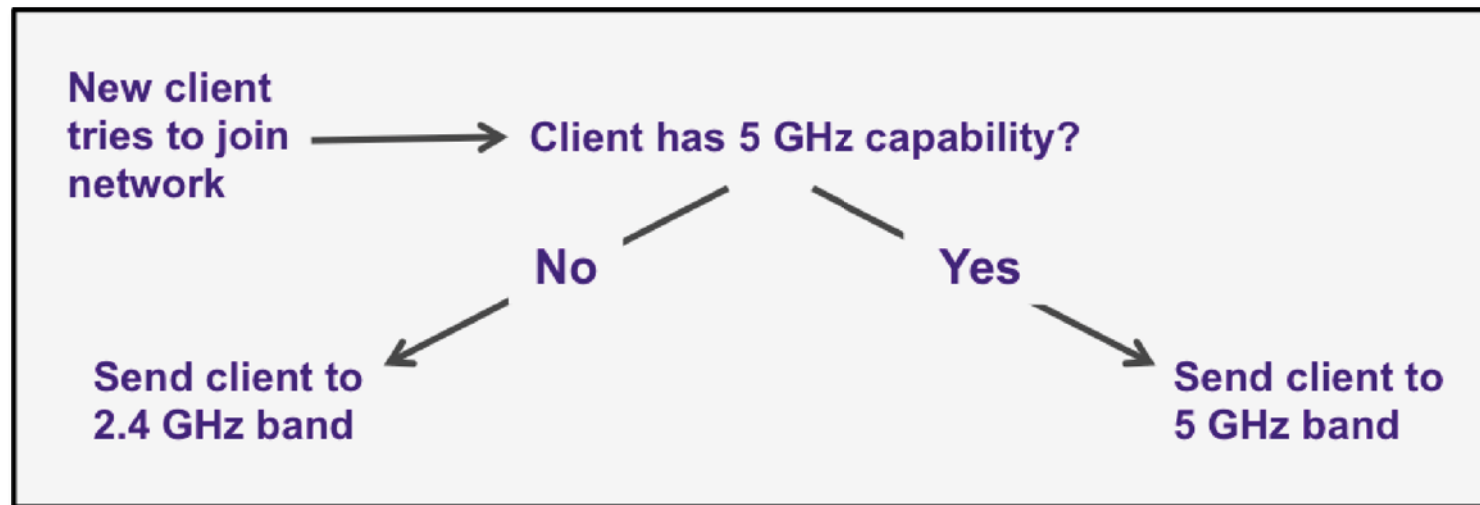 New client
tries to join
network
Client has 5 GHz capability?
No
Yes
Send client to
2.4 GHz band
Send client to
5 GHz band